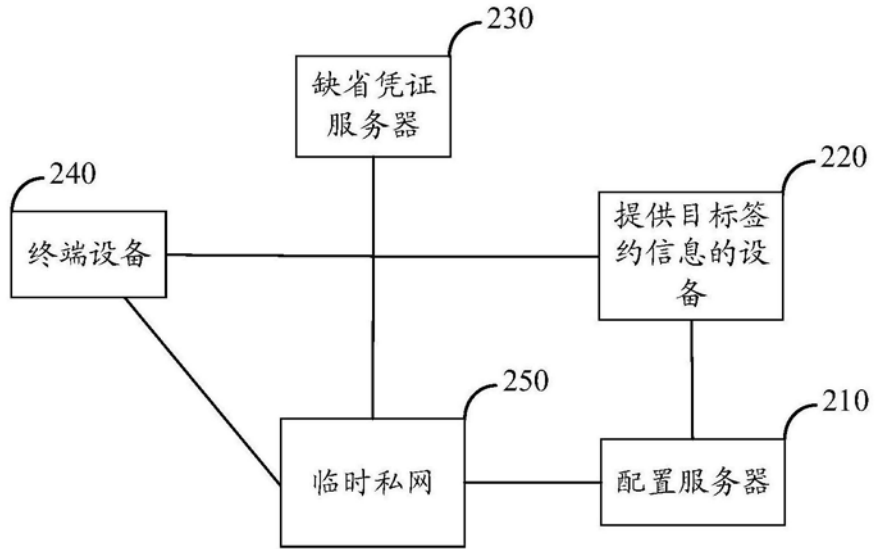 230
缺省凭证
服务器
240
终端设备
220
提供目标签
约信息的设
备
250
临时私网
210
配置服务器